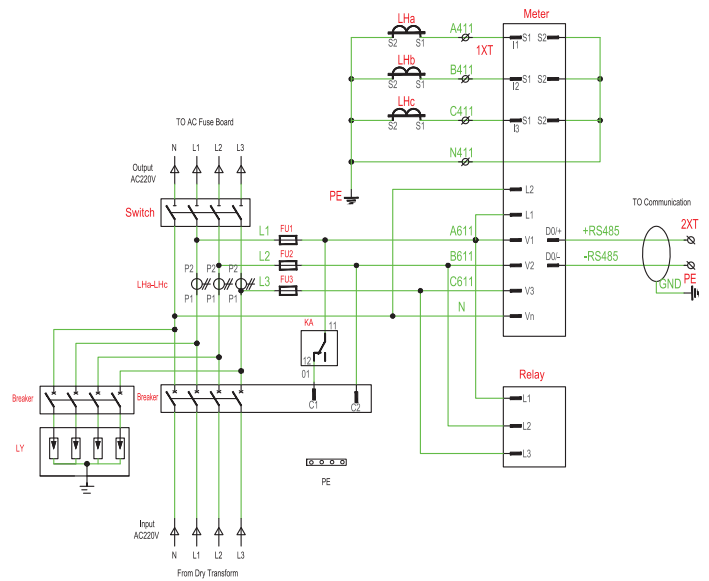 LHa
A411
Meter
S2 S1
1XT
I1 S1 S2
LHb
B411
S2 S1
I2 S1 S2
LHc
C411
S2 S1
I3 S1 S2
TO AC Fuse Board
N L1 L2 L3
N411
Output
AC220V
PE
L2
TO Communication
Switch
L1
L1 FU1 A611 V1 D0/+ +RS485 2XT
L2 FU2 B611 V2 D0/- -RS485
P2 P2 P2
LHa-LHc
L3 FU3 C611 V3 GND PE
P1 P1 P1
N Vn
KA 11
12
D1
Relay
Breaker
Breaker
C1 C2
L1
L2
LY
L3
PE
Input
AC220V
N L1 L2 L3
From Dry Transform